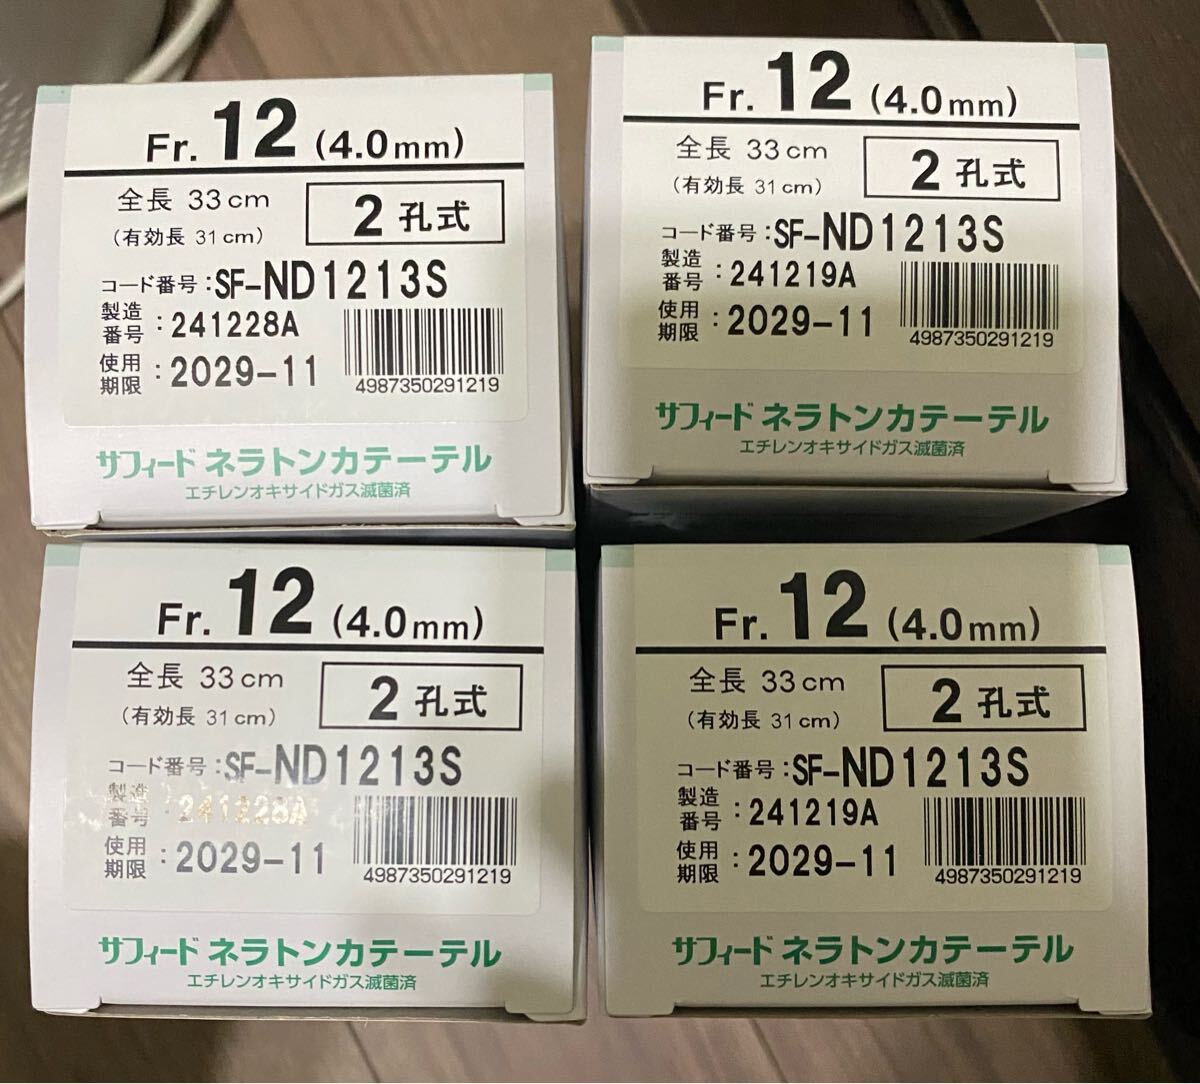 Fr. 12 (4.0mm)
全長 33cm
(有効長 31cm)
2 孔式
コード番号:SF-ND1213S
製造番号:241228A
使用期限:2029-11
4987350291219
サフィード ネラトンカテーテル
エチレンオキサイドガス滅菌済
Fr. 12 (4.0mm)
全長 33cm
(有効長 31cm)
2 孔式
コード番号:SF-ND1213S
製造番号:241219A
使用期限:2029-11
4987350291219
サフィード ネラトンカテーテル
エチレンオキサイドガス滅菌済
Fr. 12 (4.0mm)
全長 33cm
(有効長 31cm)
2 孔式
コード番号:SF-ND1213S
製造番号:241228A
使用期限:2029-11
4987350291219
サフィード ネラトンカテーテル
エチレンオキサイドガス滅菌済
Fr. 12 (4.0mm)
全長 33cm
(有効長 31cm)
2 孔式
コード番号:SF-ND1213S
製造番号:241219A
使用期限:2029-11
4987350291219
サフィード ネラトンカテーテル
エチレンオキサイドガス滅菌済